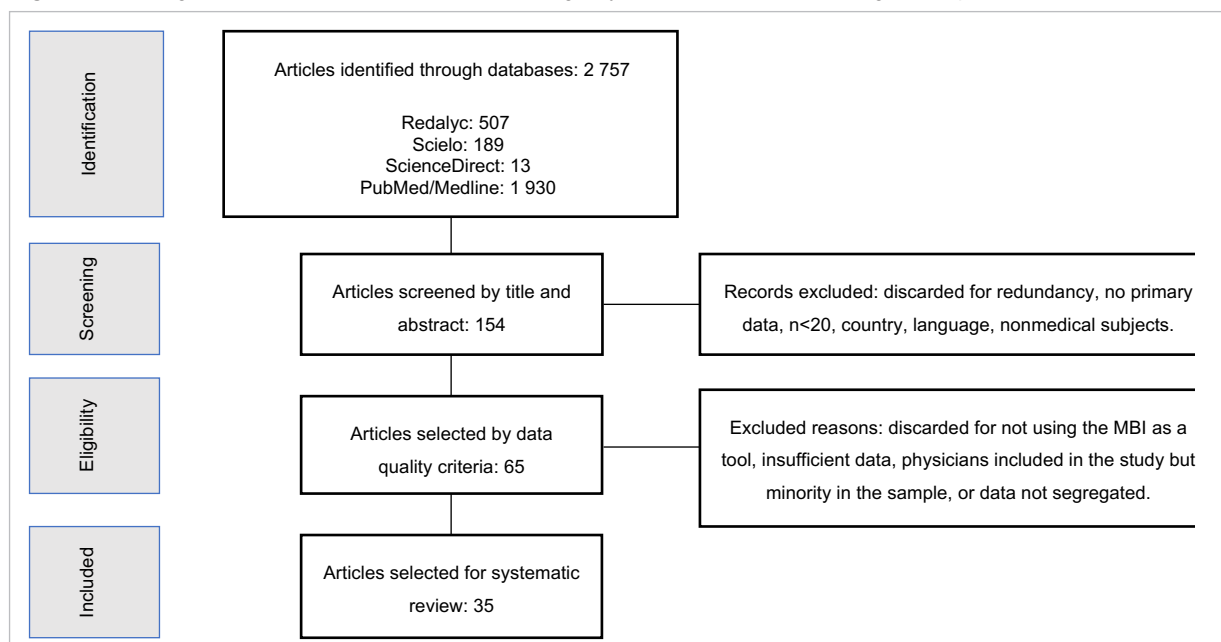 Identification
Articles identified through databases: 2 757
Redalyc: 507
Scielo: 189
ScienceDirect: 13
PubMed/Medline: 1 930
Screening
Articles screened by title and
abstract: 154
Records excluded: discarded for redundancy, no primary
data, n<20, country, language, nonmedical subjects.
Eligibility
Articles selected by data
quality criteria: 65
Excluded reasons: discarded for not using the MBI as a
tool, insufficient data, physicians included in the study but
minority in the sample, or data not segregated.
Included
Articles selected for systematic
review: 35